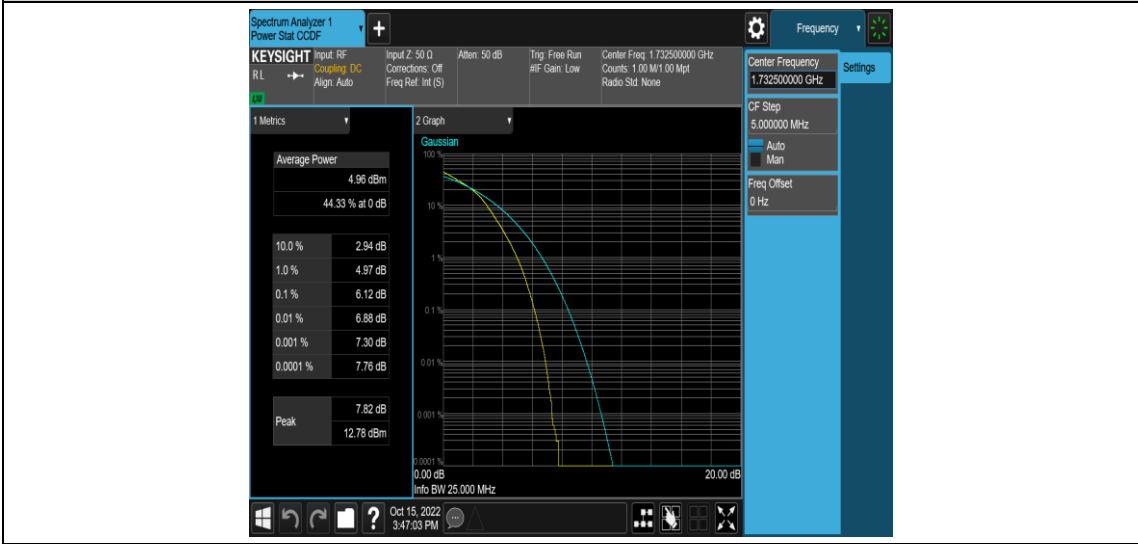 Spectrum Analyzer 1
Power Stat CCDF
+
Frequency
KEYSIGHT
RL
LXI
Input: RF
Coupling: DC
Align: Auto
Input Z: 50 Ω
Corrections: Off
Freq Ref: Int (S)
Atten: 50 dB
Trig: Free Run
#IF Gain: Low
Center Freq: 1.732500000 GHz
Counts: 1.00 M/1.00 Mpt
Radio Std: None
Center Frequency
1.732500000 GHz
Settings
CF Step
5.000000 MHz
Auto
Man
Freq Offset
0 Hz
1 Metrics
Average Power
4.96 dBm
44.33 % at 0 dB
10.0 % 2.94 dB
1.0 % 4.97 dB
0.1 % 6.12 dB
0.01 % 6.88 dB
0.001 % 7.30 dB
0.0001 % 7.76 dB
Peak
7.82 dB
12.78 dBm
2 Graph
Gaussian
100 %
10 %
1 %
0.1 %
0.01 %
0.001 %
0.0001 %
0.00 dB 20.00 dB
Info BW 25.000 MHz
?
Oct 15, 2022
3:47:03 PM